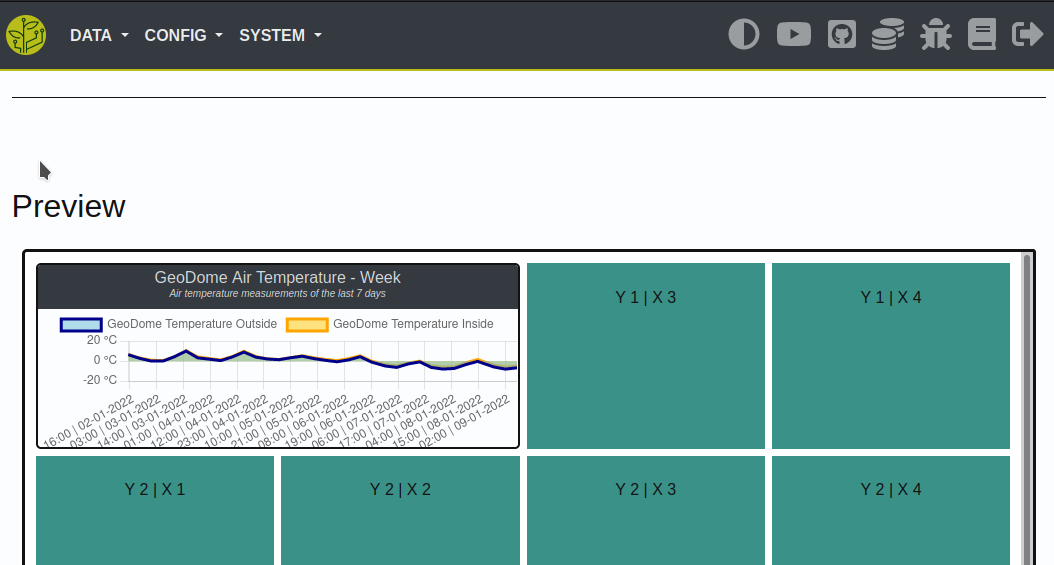 DATA CONFIG SYSTEM
Preview
GeoDome Air Temperature - Week
Air temperature measurements of the last 7 days
GeoDome Temperature Outside GeoDome Temperature Inside
20 °C
0 °C
-20 °C
16:00 | 02-01-2022
03:00 | 03-01-2022
14:00 | 03-01-2022
01:00 | 04-01-2022
12:00 | 04-01-2022
23:00 | 04-01-2022
10:00 | 05-01-2022
21:00 | 05-01-2022
08:00 | 06-01-2022
19:00 | 06-01-2022
06:00 | 07-01-2022
17:00 | 07-01-2022
04:00 | 08-01-2022
15:00 | 08-01-2022
02:00 | 09-01-2022
Y 1 | X 3
Y 1 | X 4
Y 2 | X 1
Y 2 | X 2
Y 2 | X 3
Y 2 | X 4